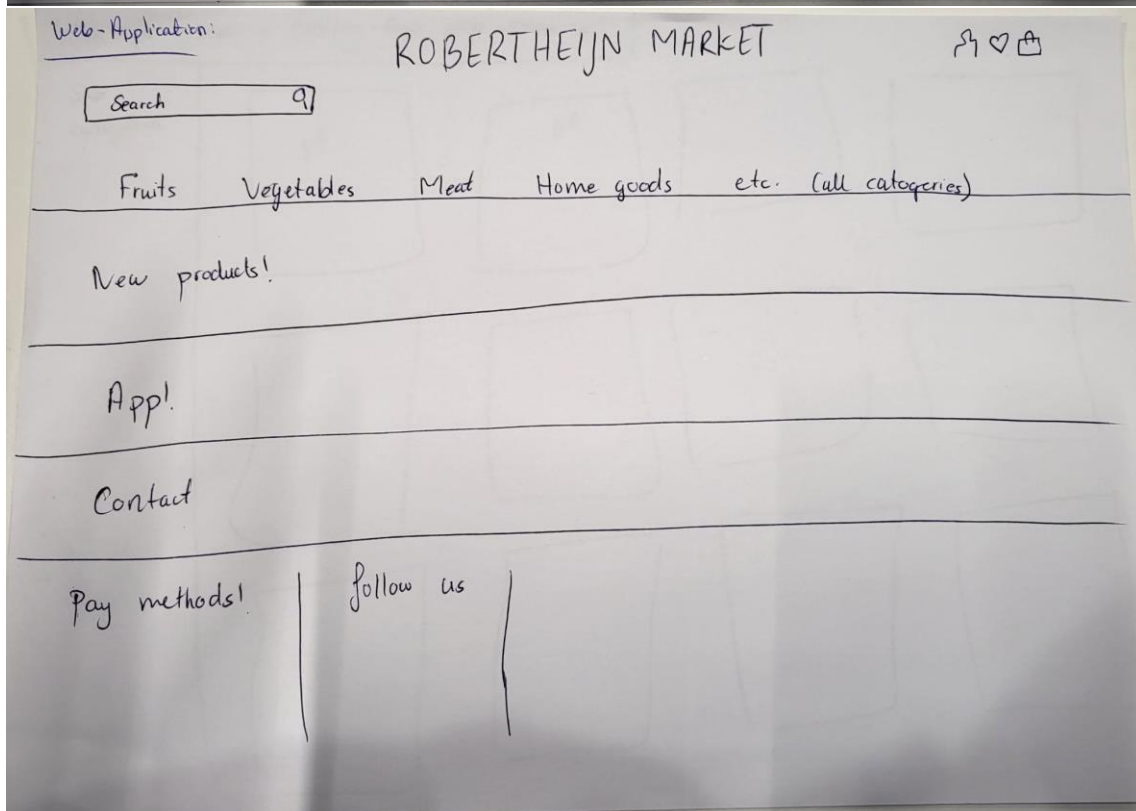 Web-Application:
ROBERTHEIJN MARKET
Search
Fruits Vegetables Meat Home goods etc. (all catogeries)
New products!
App!
Contact
Pay methods! follow us